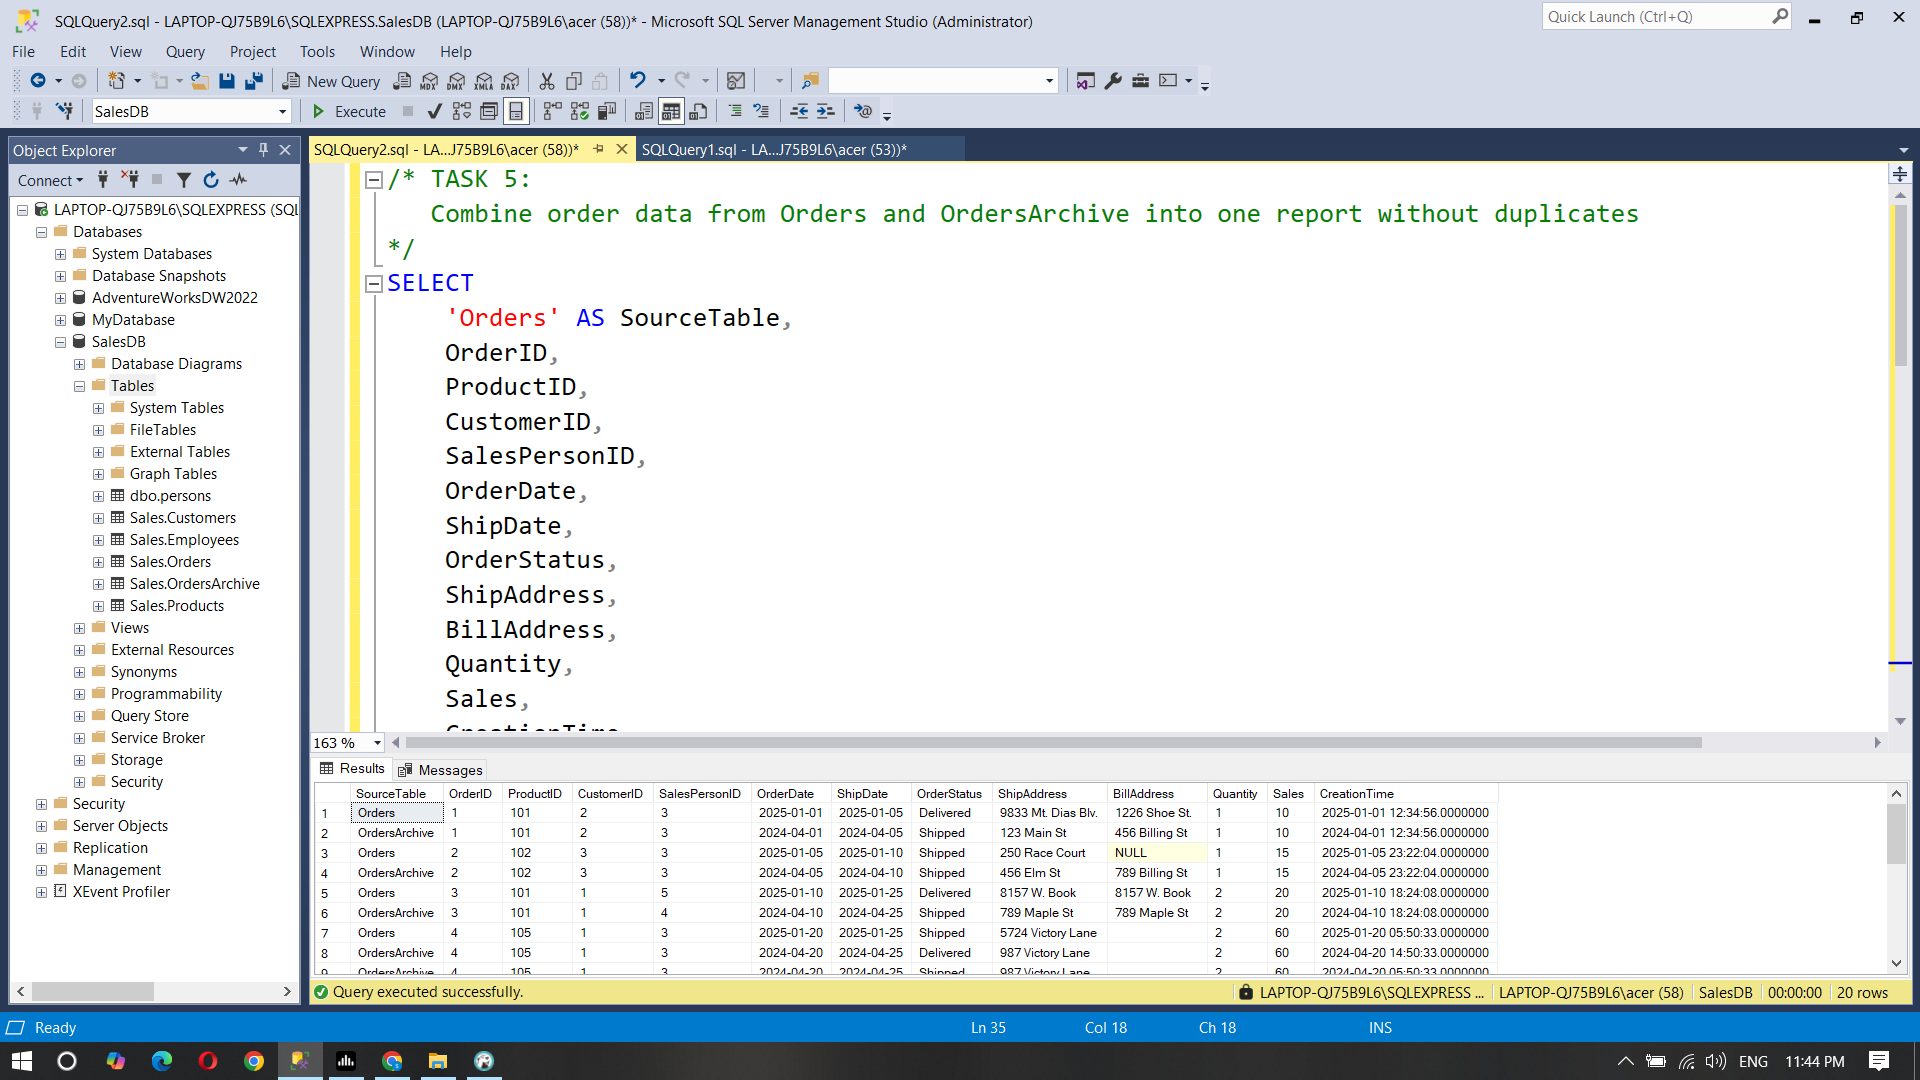 SQLQuery2.sql - LAPTOP-QJ75B9L6\SQLEXPRESS.SalesDB (LAPTOP-QJ75B9L6\acer (58))* - Microsoft SQL Server Management Studio (Administrator)
Quick Launch (Ctrl+Q)
File Edit View Query Project Tools Window Help
New Query MDX DMX XMLA DAX
SalesDB Execute
Object Explorer
SQLQuery2.sql - LA...J75B9L6\acer (58))* SQLQuery1.sql - LA...J75B9L6\acer (53))*
Connect
LAPTOP-QJ75B9L6\SQLEXPRESS (SQL
Databases
System Databases
Database Snapshots
AdventureWorksDW2022
MyDatabase
SalesDB
Database Diagrams
Tables
System Tables
FileTables
External Tables
Graph Tables
dbo.persons
Sales.Customers
Sales.Employees
Sales.Orders
Sales.OrdersArchive
Sales.Products
Views
External Resources
Synonyms
Programmability
Query Store
Service Broker
Storage
Security
Security
Server Objects
Replication
Management
XEvent Profiler
/* TASK 5:
Combine order data from Orders and OrdersArchive into one report without duplicates
*/
SELECT
'Orders' AS SourceTable,
OrderID,
ProductID,
CustomerID,
SalesPersonID,
OrderDate,
ShipDate,
OrderStatus,
ShipAddress,
BillAddress,
Quantity,
Sales,
CreationTime
163 %
Results Messages
SourceTable OrderID ProductID CustomerID SalesPersonID OrderDate ShipDate OrderStatus ShipAddress BillAddress Quantity Sales CreationTime
1 Orders 1 101 2 3 2025-01-01 2025-01-05 Delivered 9833 Mt. Dias Blv. 1226 Shoe St. 1 10 2025-01-01 12:34:56.0000000
2 OrdersArchive 1 101 2 3 2024-04-01 2024-04-05 Shipped 123 Main St 456 Billing St 1 10 2024-04-01 12:34:56.0000000
3 Orders 2 102 3 3 2025-01-05 2025-01-10 Shipped 250 Race Court NULL 1 15 2025-01-05 23:22:04.0000000
4 OrdersArchive 2 102 3 3 2024-04-05 2024-04-10 Shipped 456 Elm St 789 Billing St 1 15 2024-04-05 23:22:04.0000000
5 Orders 3 101 1 5 2025-01-10 2025-01-25 Delivered 8157 W. Book 8157 W. Book 2 20 2025-01-10 18:24:08.0000000
6 OrdersArchive 3 101 1 4 2024-04-10 2024-04-25 Shipped 789 Maple St 789 Maple St 2 20 2024-04-10 18:24:08.0000000
7 Orders 4 105 1 3 2025-01-20 2025-01-25 Shipped 5724 Victory Lane 2 60 2025-01-20 05:50:33.0000000
8 OrdersArchive 4 105 1 3 2024-04-20 2024-04-25 Delivered 987 Victory Lane 2 60 2024-04-20 14:50:33.0000000
9 OrdersArchive 4 105 1 3 2024-04-20 2024-04-25 Shipped 987 Victory Lane 2 60 2024-04-20 05:50:33.0000000
Query executed successfully. LAPTOP-QJ75B9L6\SQLEXPRESS ... LAPTOP-QJ75B9L6\acer (58) SalesDB 00:00:00 20 rows
Ready Ln 35 Col 18 Ch 18 INS
ENG 11:44 PM